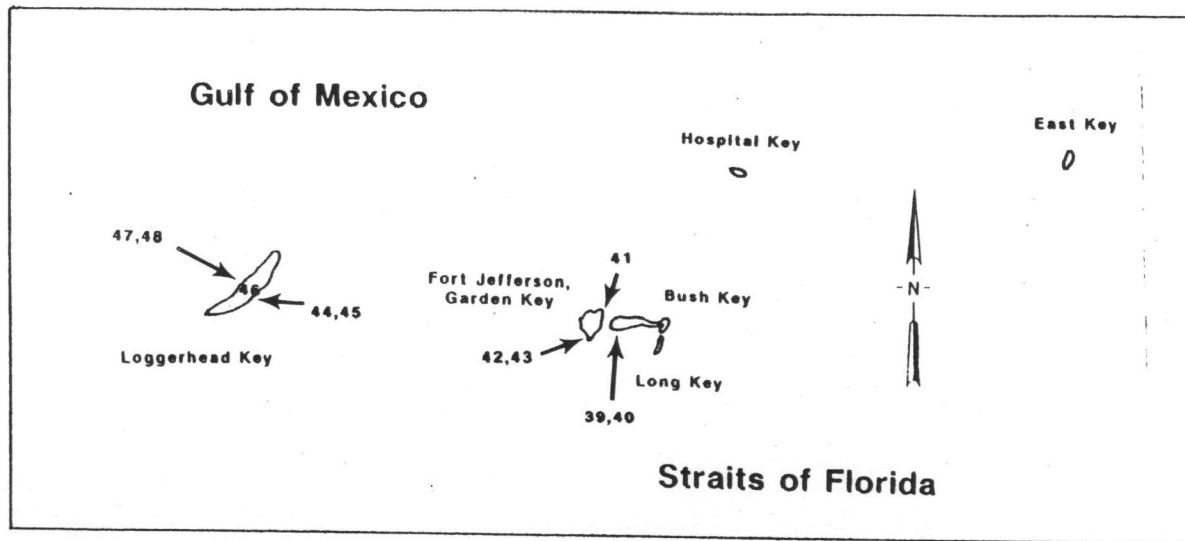 Gulf of Mexico
Hospital Key
East Key
47,48
46
44,45
Loggerhead Key
Fort Jefferson,
Garden Key
41
Bush Key
42,43
Long Key
39,40
-N-
Straits of Florida